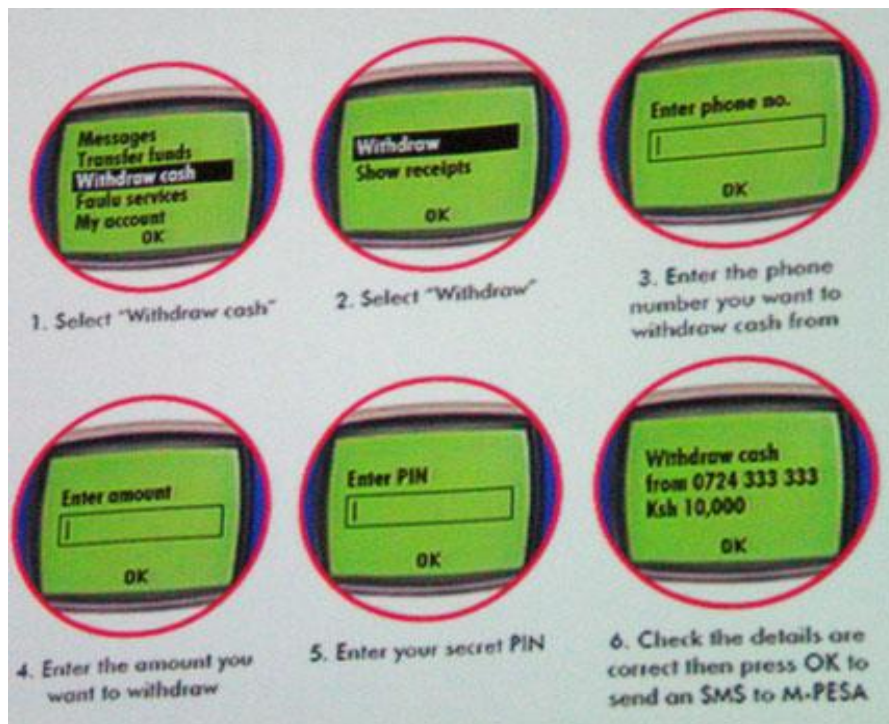 Messages
Transfer funds
Withdraw cash
Faulu services
My account
OK
1. Select "Withdraw cash"
Withdraw
Show receipts
OK
2. Select "Withdraw"
Enter phone no.
OK
3. Enter the phone
number you want to
withdraw cash from
Enter amount
OK
4. Enter the amount you
want to withdraw
Enter PIN
OK
5. Enter your secret PIN
Withdraw cash
from 0724 333 333
Ksh 10,000
OK
6. Check the details are
correct then press OK to
send an SMS to M-PESA